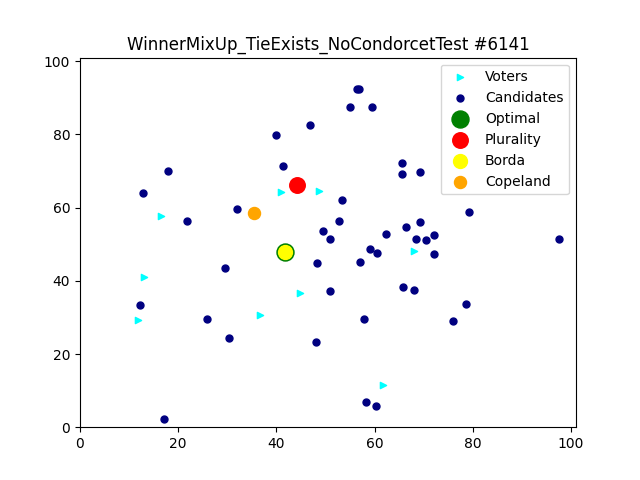 WinnerMixUp_TieExists_NoCondorcetTest #6141
Voters
Candidates
Optimal
Plurality
Borda
Copeland
100
80
60
40
20
0
0 20 40 60 80 100